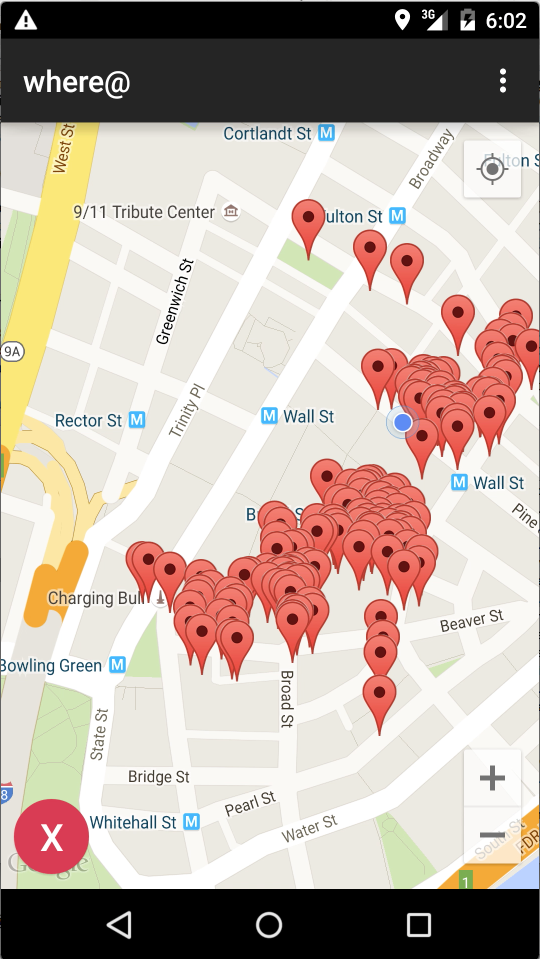 3G
6:02
where@
West St
Cortlandt St M
Broadway
9/11 Tribute Center
Fulton St M
Greenwich St
9A
Trinity Pl
Rector St M
M Wall St
M Wall St
Pine
Charging Bull
Beaver St
Bowling Green M
Broad St
State St
Bridge St
Pearl St
Whitehall St M
Water St
South St
FDR
8
X
Google
1